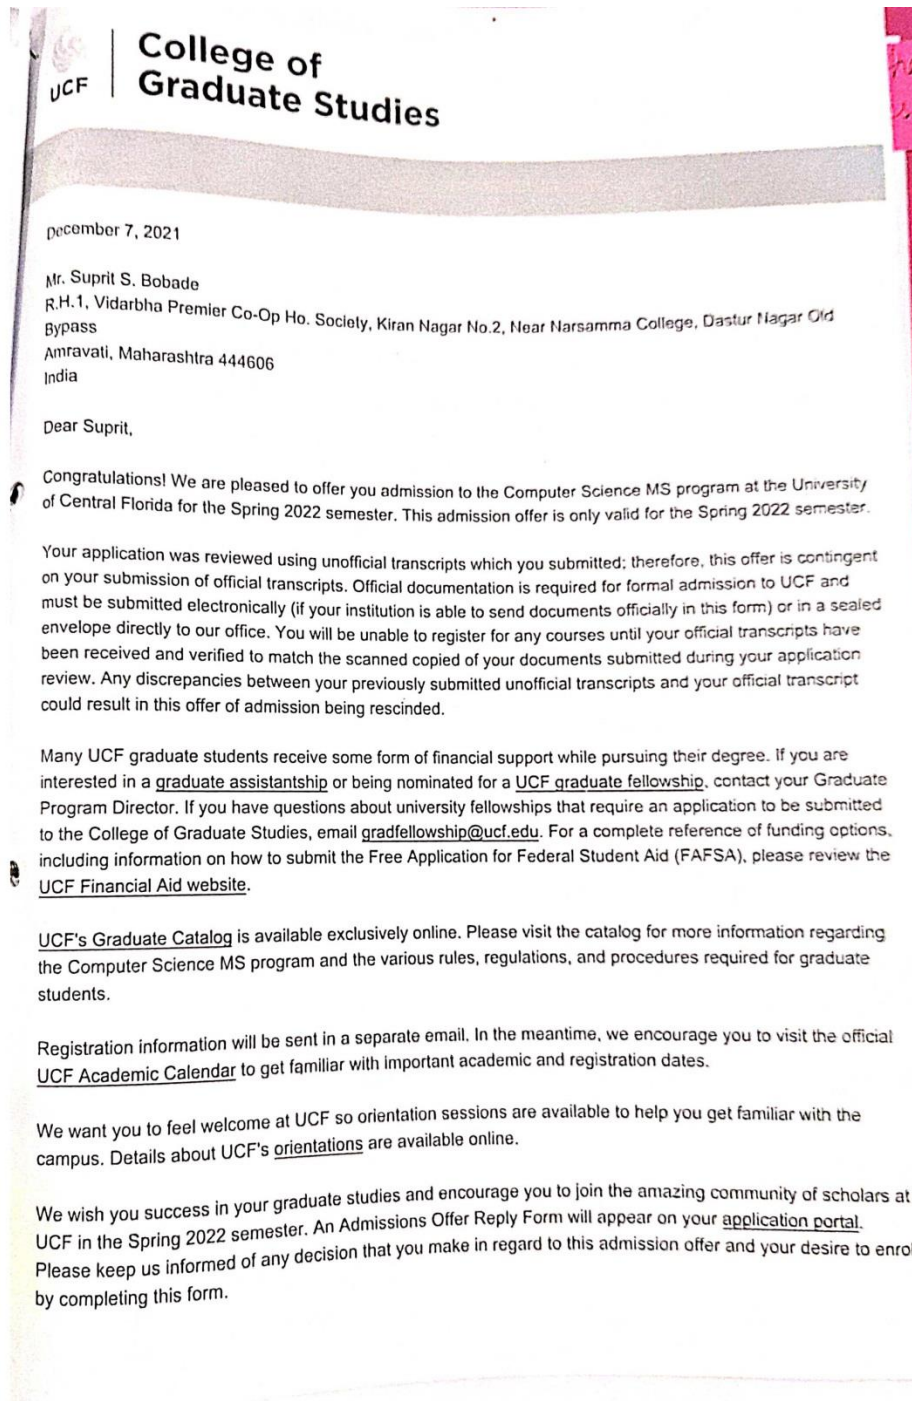 UCF
College of
Graduate Studies
December 7, 2021
Mr. Suprit S. Bobade
R.H.1, Vidarbha Premier Co-Op Ho. Society, Kiran Nagar No.2, Near Narsamma College, Dastur Nagar Old
Bypass
Amravati, Maharashtra 444606
India
Dear Suprit,
Congratulations! We are pleased to offer you admission to the Computer Science MS program at the University
of Central Florida for the Spring 2022 semester. This admission offer is only valid for the Spring 2022 semester.
Your application was reviewed using unofficial transcripts which you submitted; therefore, this offer is contingent
on your submission of official transcripts. Official documentation is required for formal admission to UCF and
must be submitted electronically (if your institution is able to send documents officially in this form) or in a sealed
envelope directly to our office. You will be unable to register for any courses until your official transcripts have
been received and verified to match the scanned copied of your documents submitted during your application
review. Any discrepancies between your previously submitted unofficial transcripts and your official transcript
could result in this offer of admission being rescinded.
Many UCF graduate students receive some form of financial support while pursuing their degree. If you are
interested in a graduate assistantship or being nominated for a UCF graduate fellowship, contact your Graduate
Program Director. If you have questions about university fellowships that require an application to be submitted
to the College of Graduate Studies, email gradfellowship@ucf.edu. For a complete reference of funding options,
including information on how to submit the Free Application for Federal Student Aid (FAFSA), please review the
UCF Financial Aid website.
UCF's Graduate Catalog is available exclusively online. Please visit the catalog for more information regarding
the Computer Science MS program and the various rules, regulations, and procedures required for graduate
students.
Registration information will be sent in a separate email. In the meantime, we encourage you to visit the official
UCF Academic Calendar to get familiar with important academic and registration dates.
We want you to feel welcome at UCF so orientation sessions are available to help you get familiar with the
campus. Details about UCF's orientations are available online.
We wish you success in your graduate studies and encourage you to join the amazing community of scholars at
UCF in the Spring 2022 semester. An Admissions Offer Reply Form will appear on your application portal.
Please keep us informed of any decision that you make in regard to this admission offer and your desire to enrol
by completing this form.